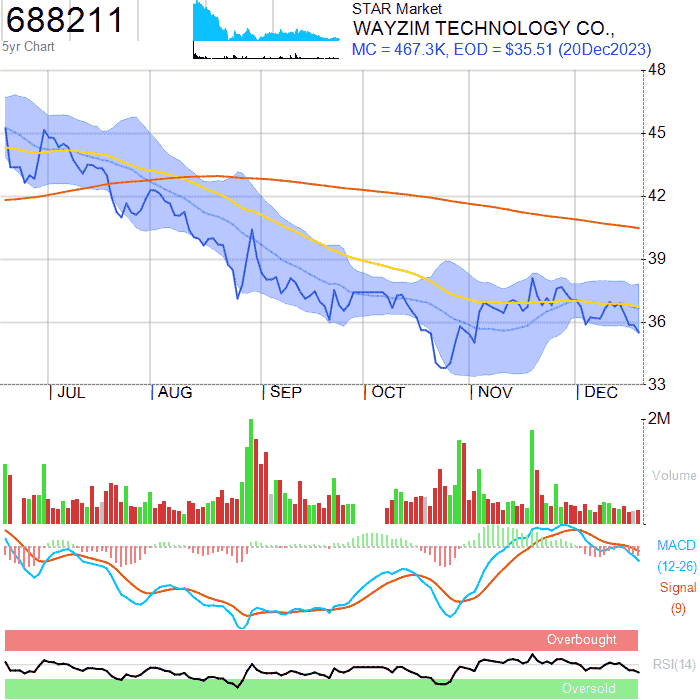 688211
5yr Chart
STAR Market
WAYZIM TECHNOLOGY CO.,
MC = 467.3K, EOD = $35.51 (20Dec2023)
48
45
42
39
36
33
JUL AUG SEP OCT NOV DEC
2M
Volume
MACD
(12-26)
Signal
(9)
Overbought
RSI(14)
Oversold